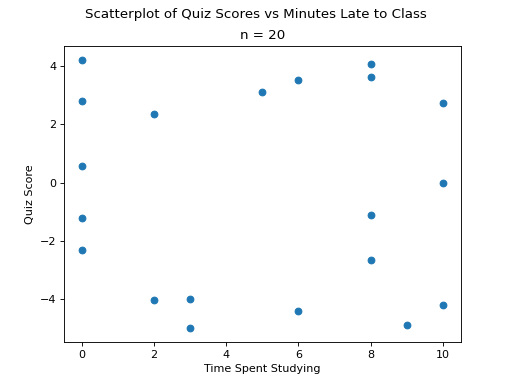 Scatterplot of Quiz Scores vs Minutes Late to Class
n = 20
4
2
0
−2
−4
Quiz Score
0 2 4 6 8 10
Time Spent Studying